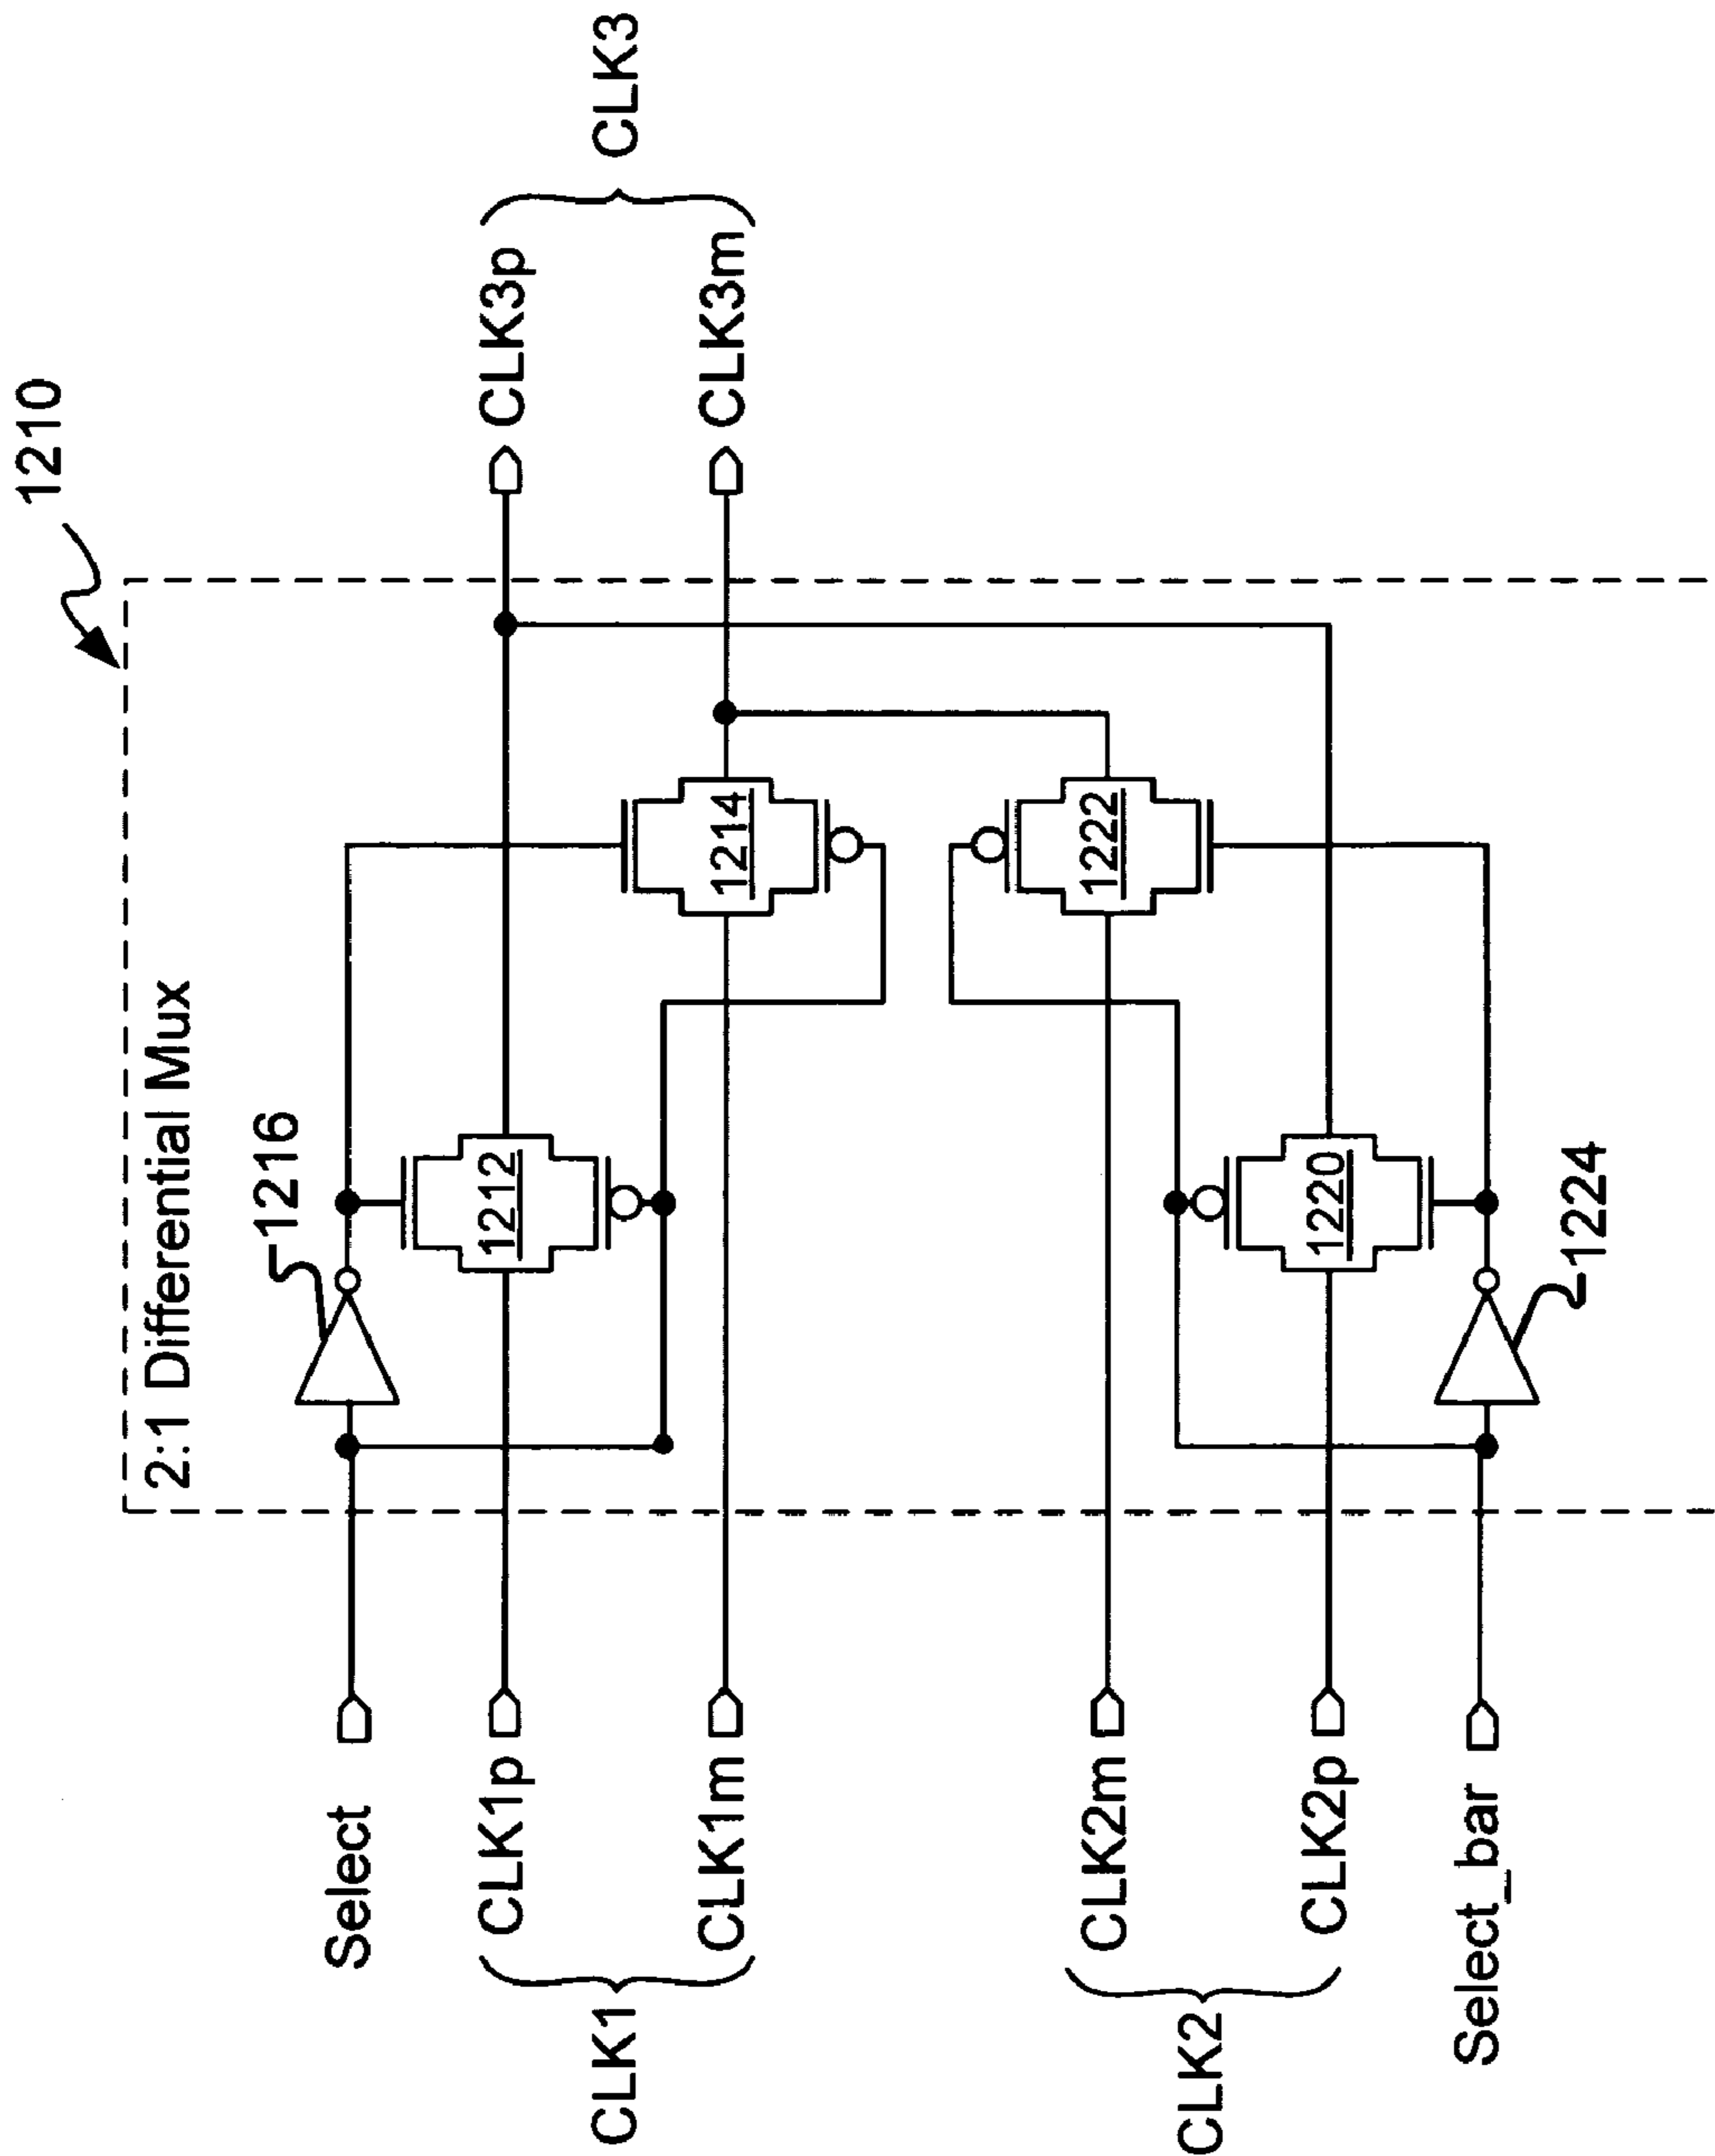 1210
2:1 Differential Mux
1216
Select
CLK1
CLK1p
1212
CLK3p
CLK3
CLK1m
1214
CLK3m
CLK2
CLK2m
1222
CLK2p
1220
Select_bar
1224